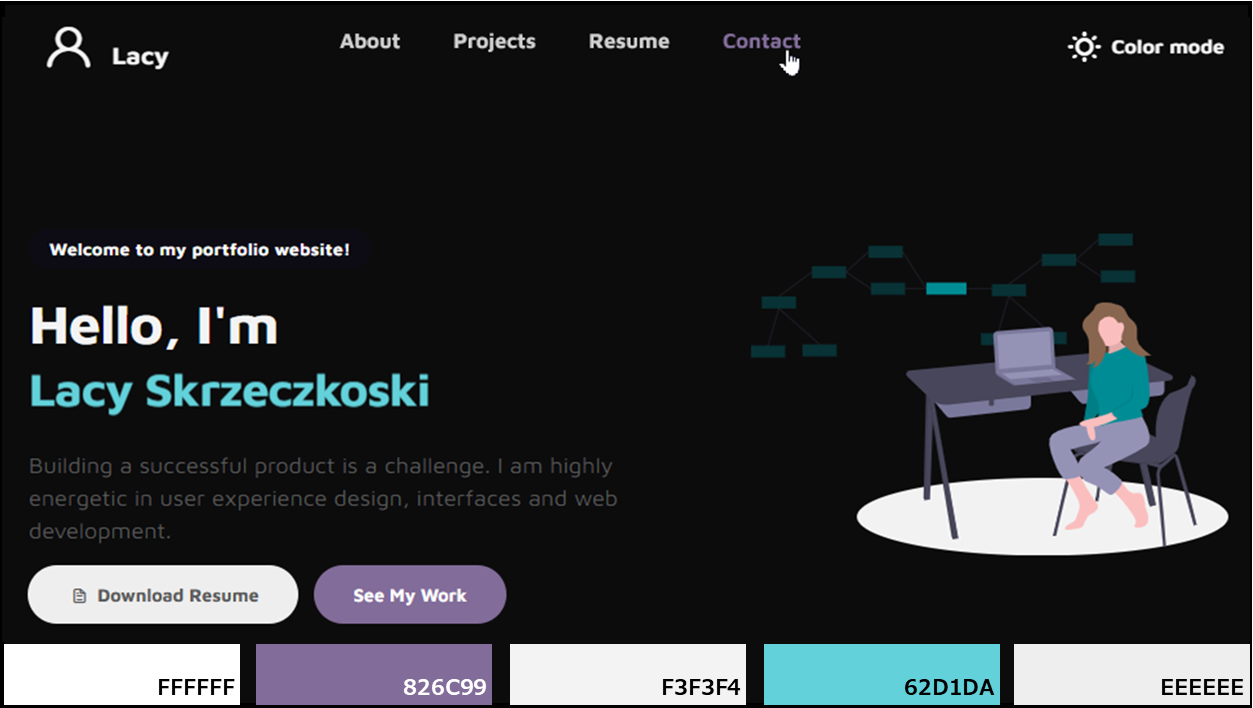 Lacy
About
Projects
Resume
Contact
Color mode
Welcome to my portfolio website!
Hello, I'm
Lacy Skrzeczkoski
Building a successful product is a challenge. I am highly
energetic in user experience design, interfaces and web
development.
Download Resume
See My Work
FFFFFF
826C99
F3F3F4
62D1DA
EEEEEE